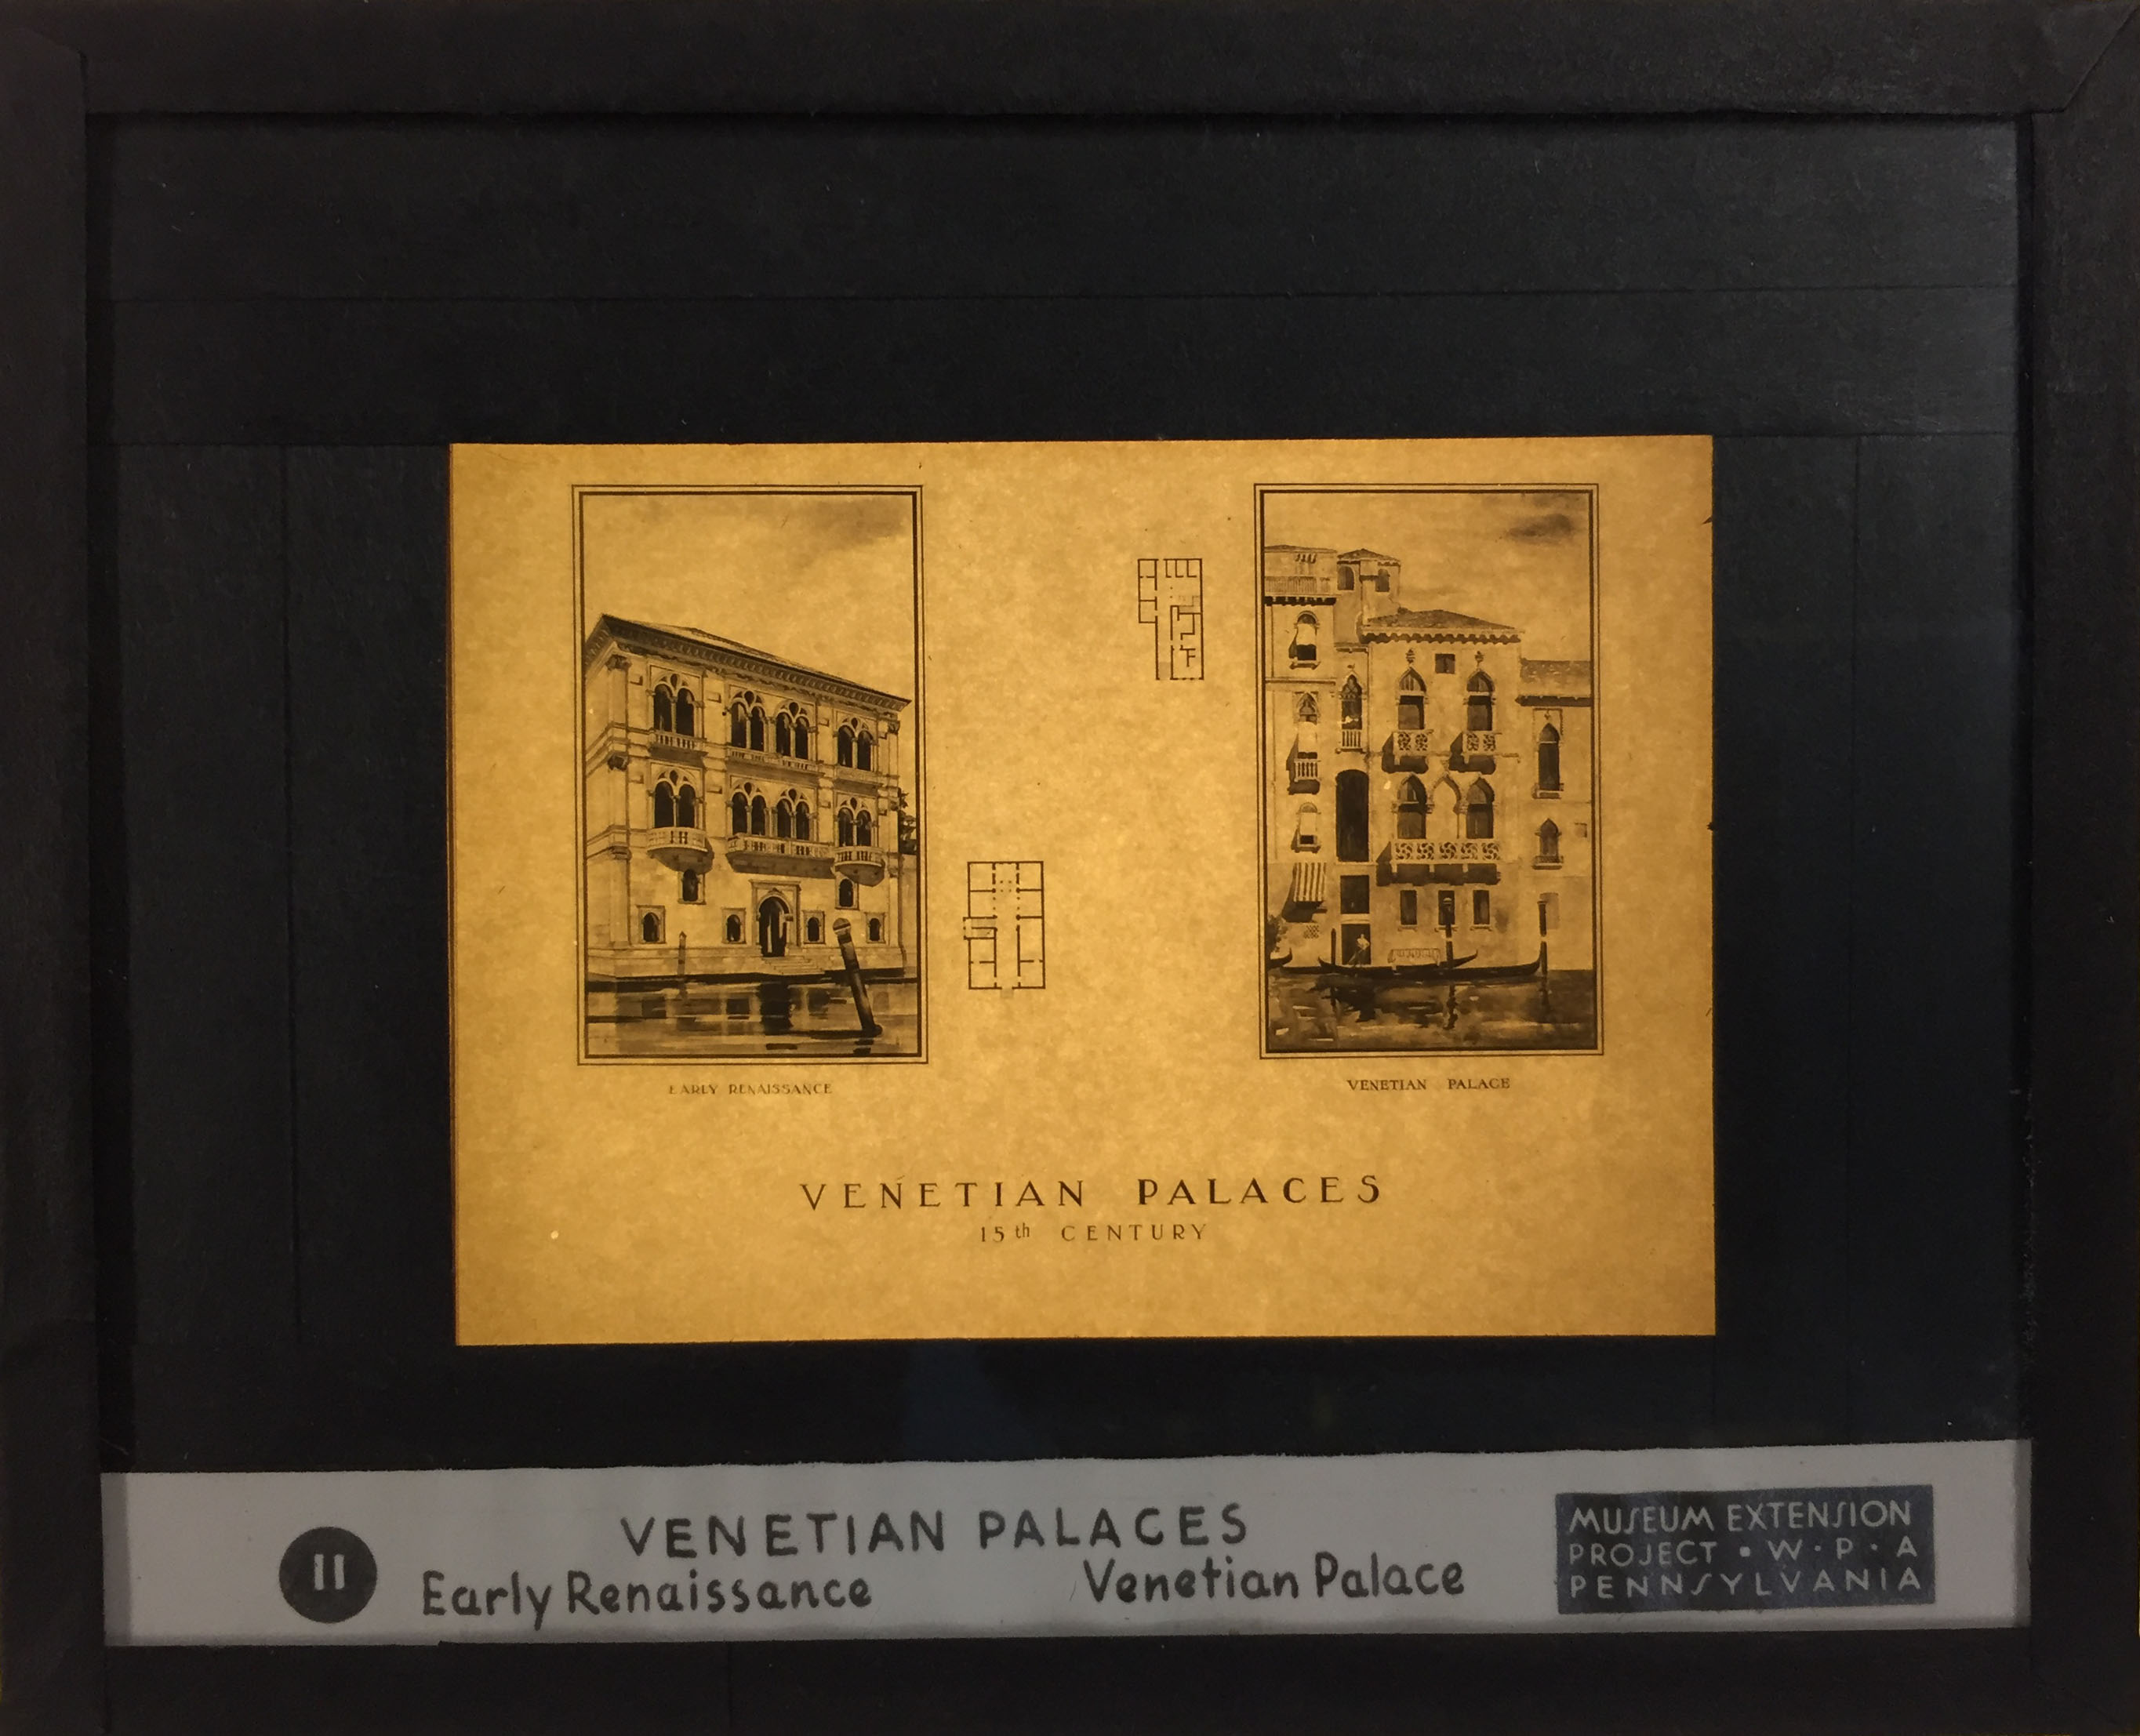 EARLY RENAISSANCE
VENETIAN PALACE
VENETIAN PALACES
15th CENTURY
11
VENETIAN PALACES
Early Renaissance
Venetian Palace
MUSEUM EXTENSION
PROJECT • W • P • A
PENNSYLVANIA